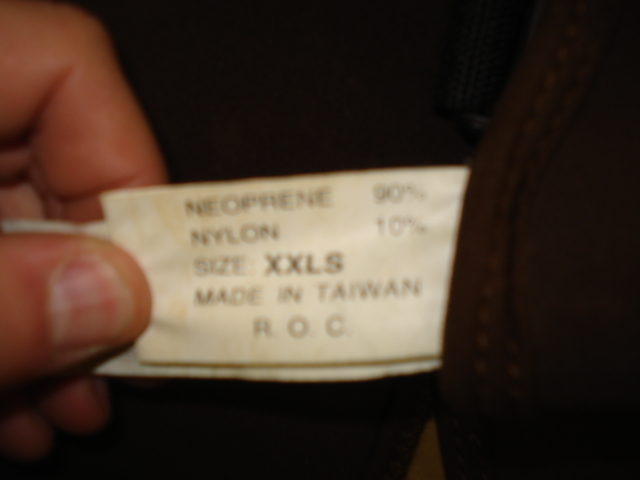 NEOPRENE 90%
NYLON 10%
SIZE: XXLS
MADE IN TAIWAN
R. O. C.